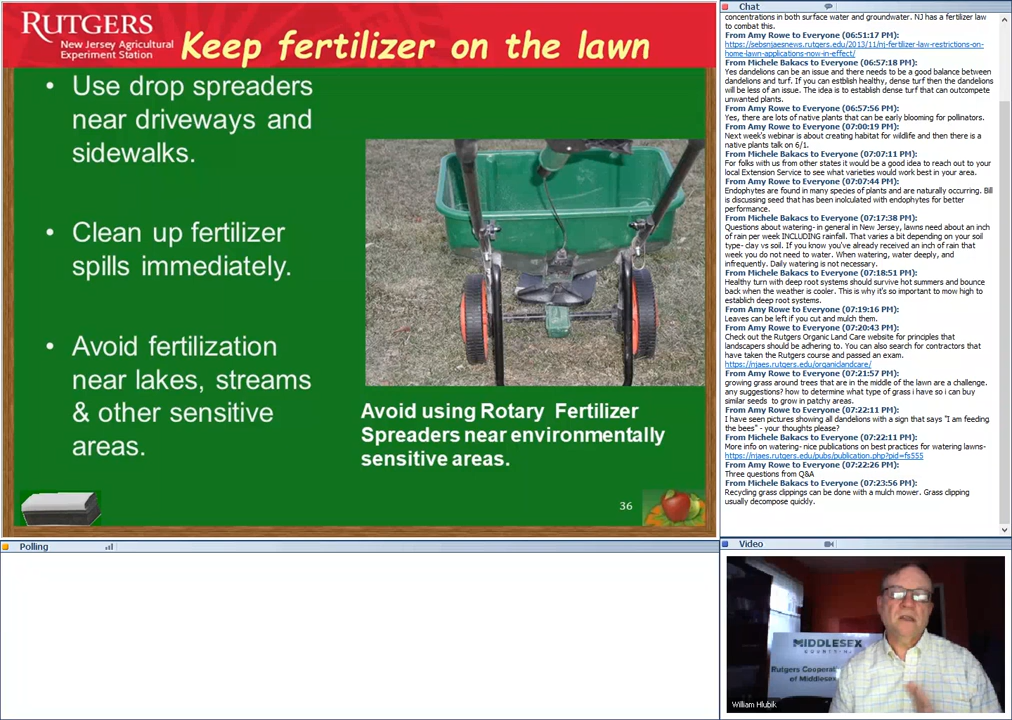 RUTGERS
New Jersey Agricultural
Experiment Station
Keep fertilizer on the lawn
• Use drop spreaders
near driveways and
sidewalks.
• Clean up fertilizer
spills immediately.
• Avoid fertilization
near lakes, streams
& other sensitive
areas.
Avoid using Rotary Fertilizer
Spreaders near environmentally
sensitive areas.
36
Polling
Chat
concentrations in both surface water and groundwater. NJ has a fertilizer law
to combat this.
From Amy Rowe to Everyone (06:51:17 PM):
https://sebsnjaesnews.rutgers.edu/2013/11/nj-fertilizer-law-restrictions-on-
home-lawn-applications-now-in-effect/
From Michele Bakacs to Everyone (06:57:18 PM):
Yes dandelions can be an issue and there needs to be a good balance between
dandelions and turf. If you can estblish healthy, dense turf then the dandelions
will be less of an issue. The idea is to establish dense turf that can outcompete
unwanted plants.
From Amy Rowe to Everyone (06:57:56 PM):
Yes, there are lots of native plants that can be early blooming for pollinators.
From Amy Rowe to Everyone (07:00:19 PM):
Next week's webinar is about creating habitat for wildlife and then there is a
native plants talk on 6/1.
From Michele Bakacs to Everyone (07:07:11 PM):
For folks with us from other states it would be a good idea to reach out to your
local Extension Service to see what varieties would work best in your area.
From Amy Rowe to Everyone (07:07:44 PM):
Endophytes are found in many species of plants and are naturally occurring. Bill
is discussing seed that has been inolculated with endophytes for better
performance.
From Michele Bakacs to Everyone (07:17:38 PM):
Questions about watering- in general in New Jersey, lawns need about an inch
of rain per week INCLUDING rainfall. That varies a bit depending on your soil
type- clay vs soil. If you know you've already received an inch of rain that
week you do not need to water. When watering, water deeply, and
infrequently. Daily watering is not necessary.
From Michele Bakacs to Everyone (07:18:51 PM):
Healthy turn with deep root systems should survive hot summers and bounce
back when the weather is cooler. This is why it's so important to mow high to
establich deep root systems.
From Amy Rowe to Everyone (07:19:16 PM):
Leaves can be left if you cut and mulch them.
From Amy Rowe to Everyone (07:20:43 PM):
Check out the Rutgers Organic Land Care website for principles that
landscapers should be adhering to. You can also search for contractors that
have taken the Rutgers course and passed an exam.
https://njaes.rutgers.edu/organiclandcare/
From Amy Rowe to Everyone (07:21:57 PM):
growing grass around trees that are in the middle of the lawn are a challenge.
any suggestions? how to determine what type of grass i have so i can buy
similar seeds to grow in patchy areas.
From Amy Rowe to Everyone (07:22:11 PM):
I have seen pictures showing all dandelions with a sign that says "I am feeding
the bees" - your thoughts please?
From Michele Bakacs to Everyone (07:22:11 PM):
More info on watering- nice publications on best practices for watering lawns-
https://njaes.rutgers.edu/pubs/publication.php?pid=fs555
From Amy Rowe to Everyone (07:22:26 PM):
Three questions from Q&A
From Michele Bakacs to Everyone (07:23:56 PM):
Recycling grass clippings can be done with a mulch mower. Grass clipping
usually decompose quickly.
Video
MIDDLESEX
Rutgers Coopera
of Middlesex
William Hlubik